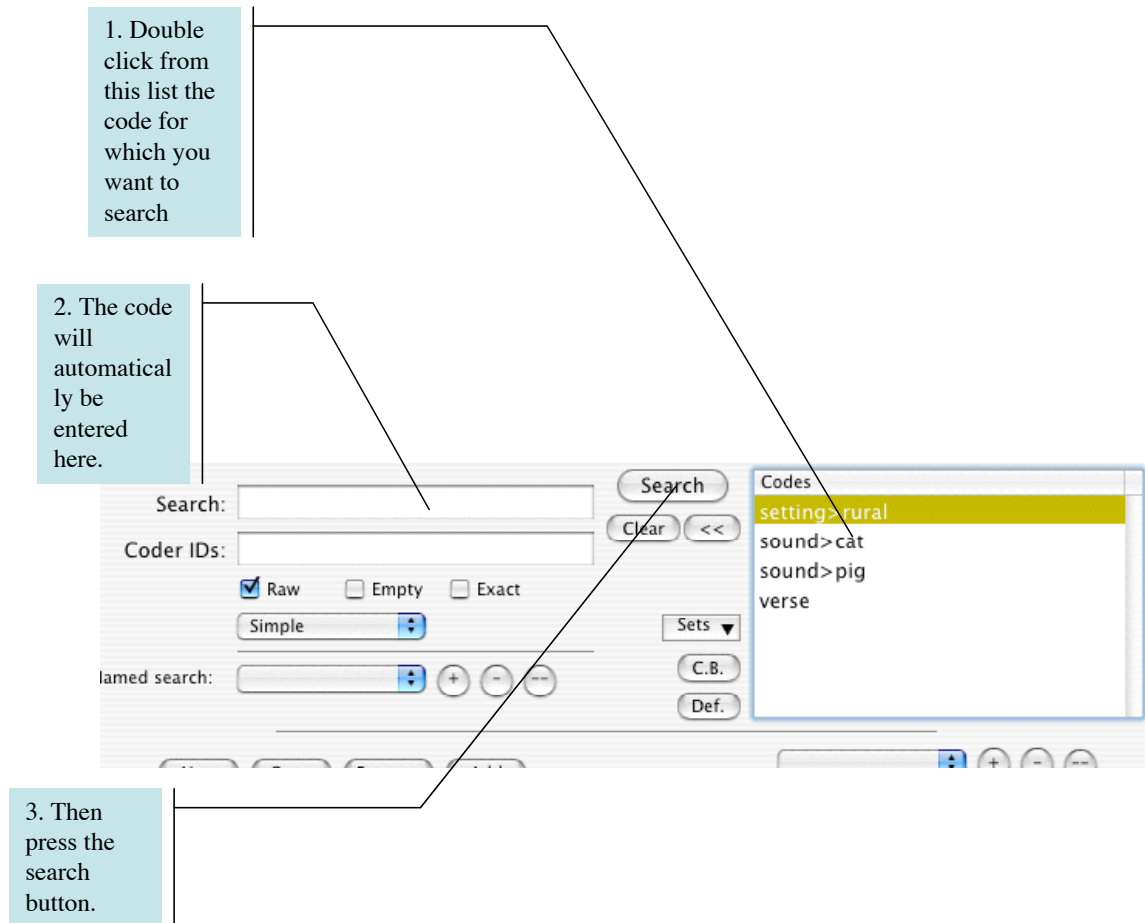 1. Double
click from
this list the
code for
which you
want to
search
2. The code
will
automatical
ly be
entered
here.
Search:
Search
Codes
setting>rural
Clear
<<
sound>cat
Coder IDs:
sound>pig
Raw
Empty
Exact
verse
Simple
Sets
C.B.
lamed search:
+
-
--
Def.
+
-
--
3. Then
press the
search
button.